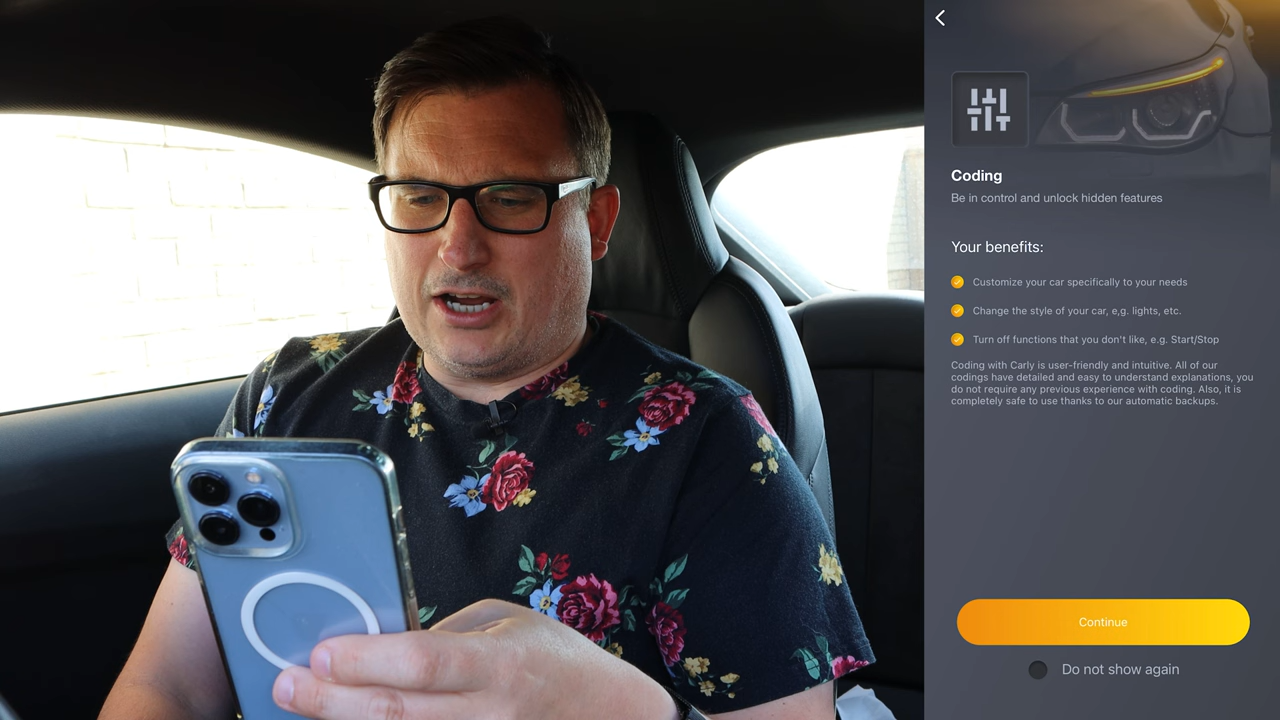 Coding
Be in control and unlock hidden features
Your benefits:
Customize your car specifically to your needs
Change the style of your car, e,g. lights, etc.
Turn off functions that you don't like, e.g. Start/Stop
Coding with Carly is user-friendly and intuitive. All of our
codings have detailed and easy to understand explanations, you
do not require any previous experience with coding. Also, it is
completely safe to use thanks to our automatic backups.
Continue
Do not show again